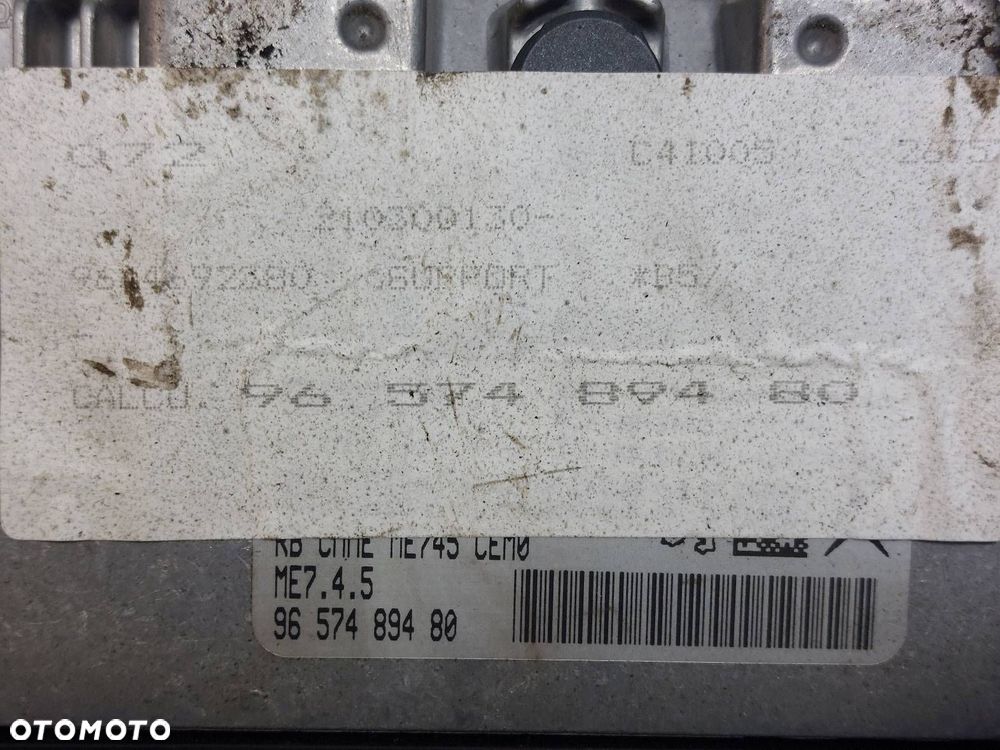 C41005
210300130-
SUPPORT *B5/
CALCU. 96 574 894 80
RB CMME ME745 CEM0
ME7.4.5
96 574 894 80
OTOMOTO